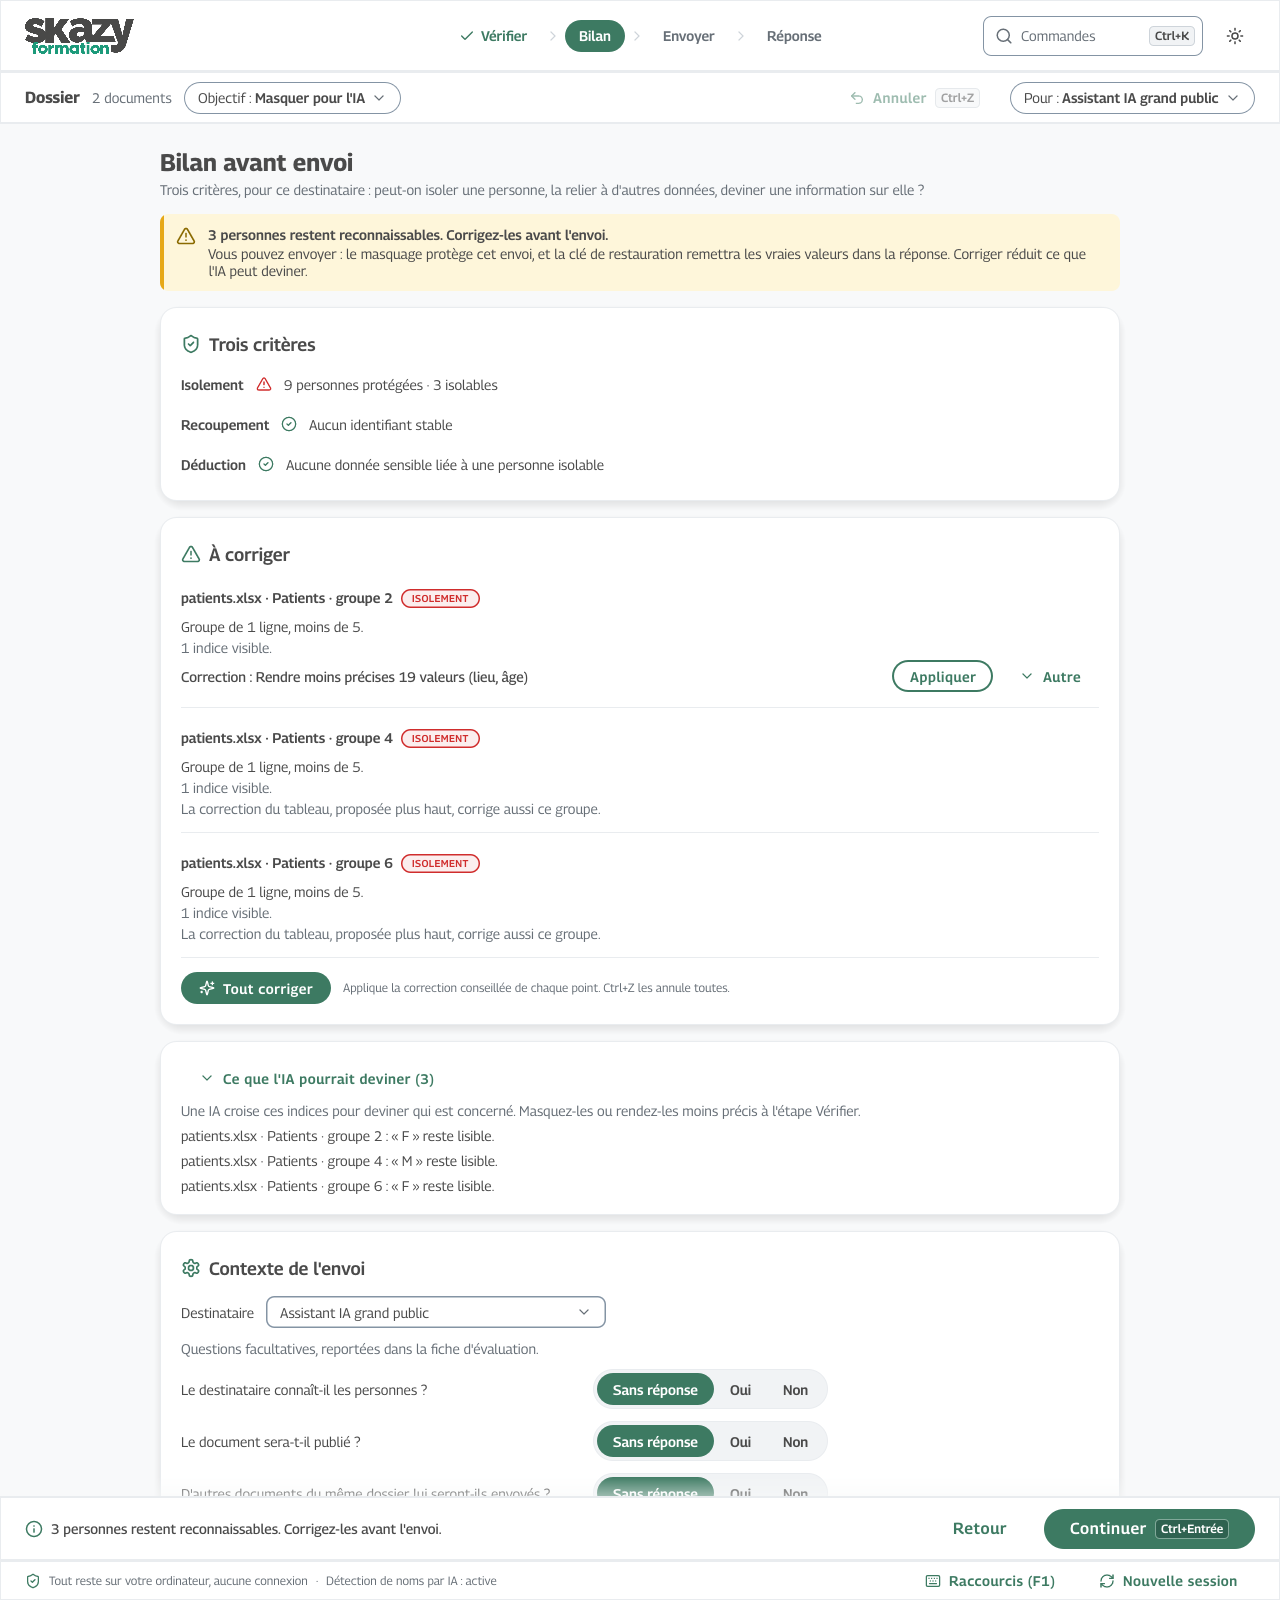 skazy
formation
Vérifier
Bilan
Envoyer
Réponse
Commandes Ctrl+K
Dossier 2 documents Objectif : Masquer pour l'IA
Annuler Ctrl+Z
Pour : Assistant IA grand public
Bilan avant envoi
Trois critères, pour ce destinataire : peut-on isoler une personne, la relier à d'autres données, deviner une information sur elle ?
3 personnes restent reconnaissables. Corrigez-les avant l'envoi.
Vous pouvez envoyer : le masquage protège cet envoi, et la clé de restauration remettra les vraies valeurs dans la réponse. Corriger réduit ce que
l'IA peut deviner.
Trois critères
Isolement 9 personnes protégées · 3 isolables
Recoupement Aucun identifiant stable
Déduction Aucune donnée sensible liée à une personne isolable
À corriger
patients.xlsx · Patients · groupe 2 ISOLEMENT
Groupe de 1 ligne, moins de 5.
1 indice visible.
Correction : Rendre moins précises 19 valeurs (lieu, âge) Appliquer Autre
patients.xlsx · Patients · groupe 4 ISOLEMENT
Groupe de 1 ligne, moins de 5.
1 indice visible.
La correction du tableau, proposée plus haut, corrige aussi ce groupe.
patients.xlsx · Patients · groupe 6 ISOLEMENT
Groupe de 1 ligne, moins de 5.
1 indice visible.
La correction du tableau, proposée plus haut, corrige aussi ce groupe.
Tout corriger Applique la correction conseillée de chaque point. Ctrl+Z les annule toutes.
Ce que l'IA pourrait deviner (3)
Une IA croise ces indices pour deviner qui est concerné. Masquez-les ou rendez-les moins précis à l'étape Vérifier.
patients.xlsx · Patients · groupe 2 : « F » reste lisible.
patients.xlsx · Patients · groupe 4 : « M » reste lisible.
patients.xlsx · Patients · groupe 6 : « F » reste lisible.
Contexte de l'envoi
Destinataire Assistant IA grand public
Questions facultatives, reportées dans la fiche d'évaluation.
Le destinataire connaît-il les personnes ? Sans réponse Oui Non
Le document sera-t-il publié ? Sans réponse Oui Non
D'autres documents du même dossier lui seront-ils envoyés ? Sans réponse Oui Non
3 personnes restent reconnaissables. Corrigez-les avant l'envoi. Retour Continuer Ctrl+Entrée
Tout reste sur votre ordinateur, aucune connexion · Détection de noms par IA : active Raccourcis (F1) Nouvelle session